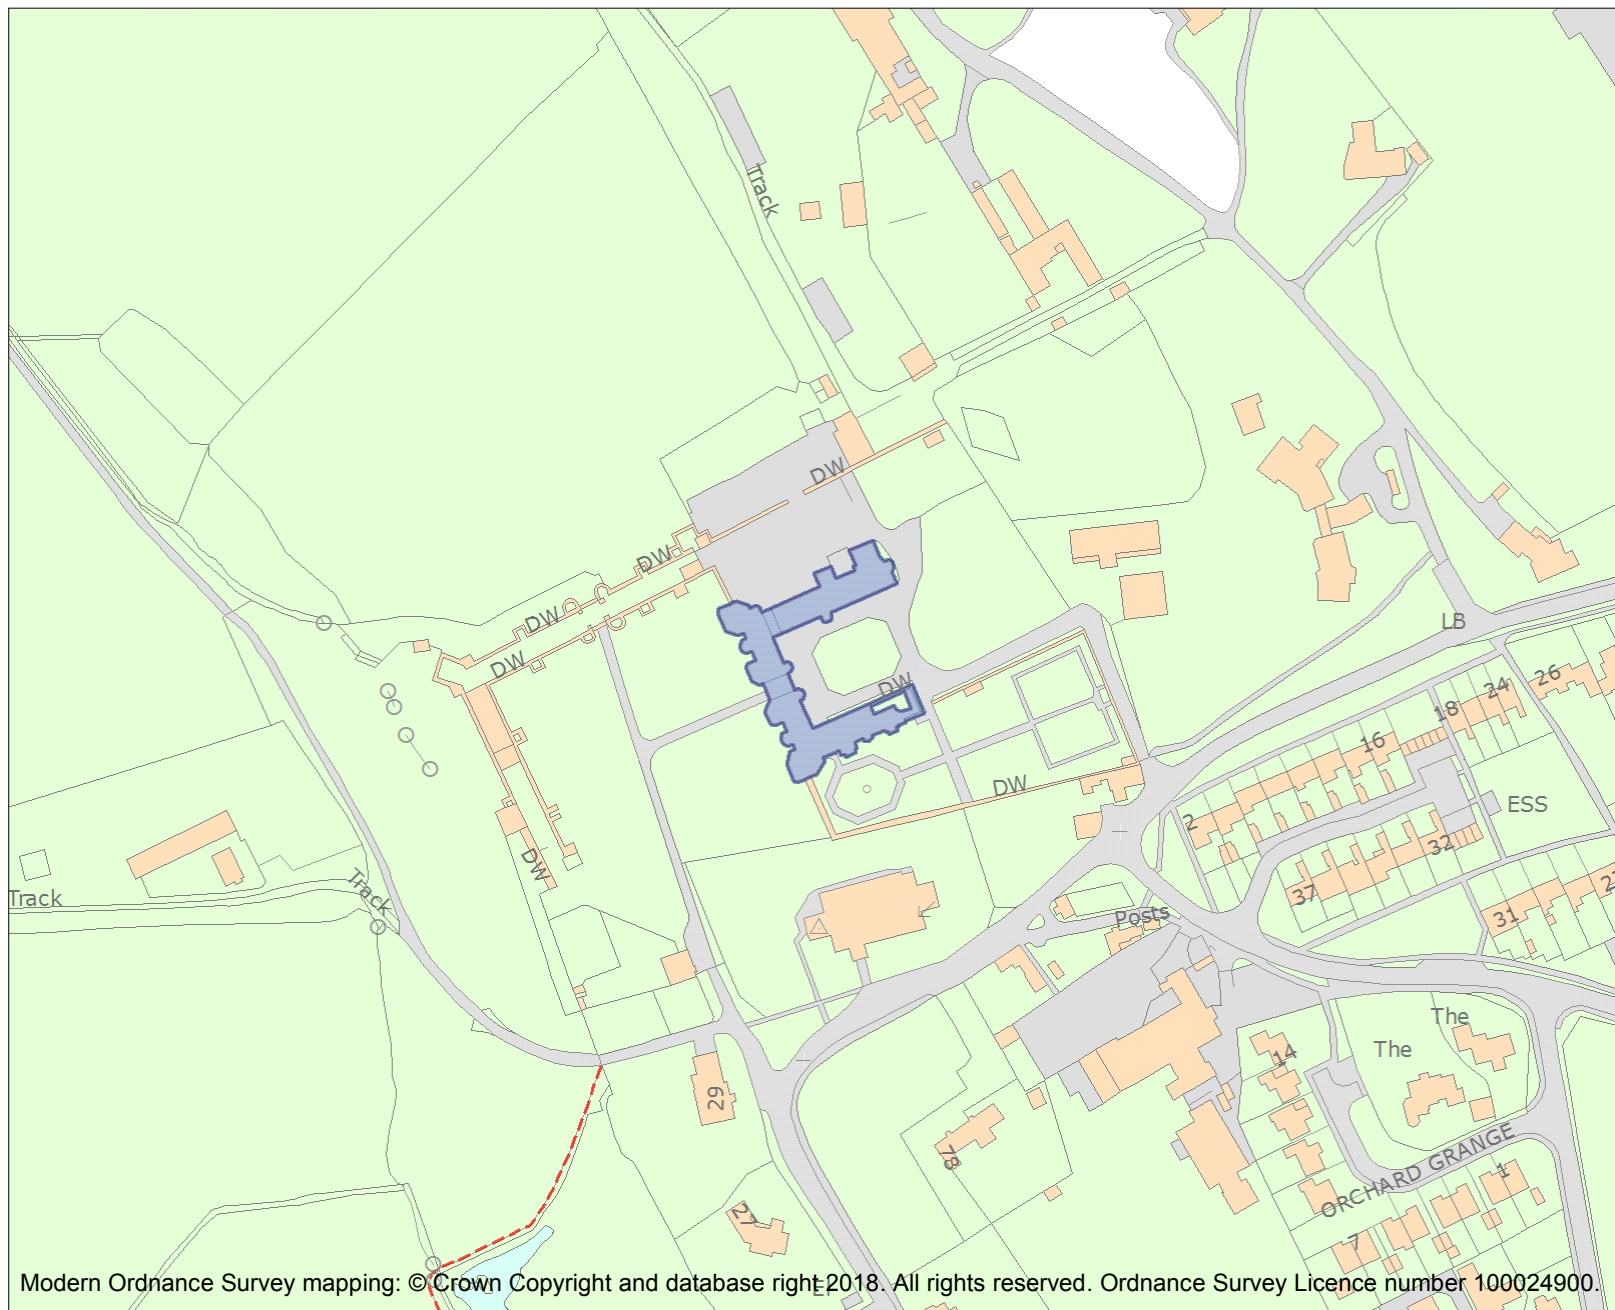 Track
DW
DW
DW
DW
DW
LB
26
24
18
16
DW
ESS
2
32
DW
37
Track
Track
Posts
31
The
The
14
29
78
ORCHARD GRANGE
1
27
7
Modern Ordnance Survey mapping: © Crown Copyright and database right 2018. All rights reserved. Ordnance Survey Licence number 100024900.